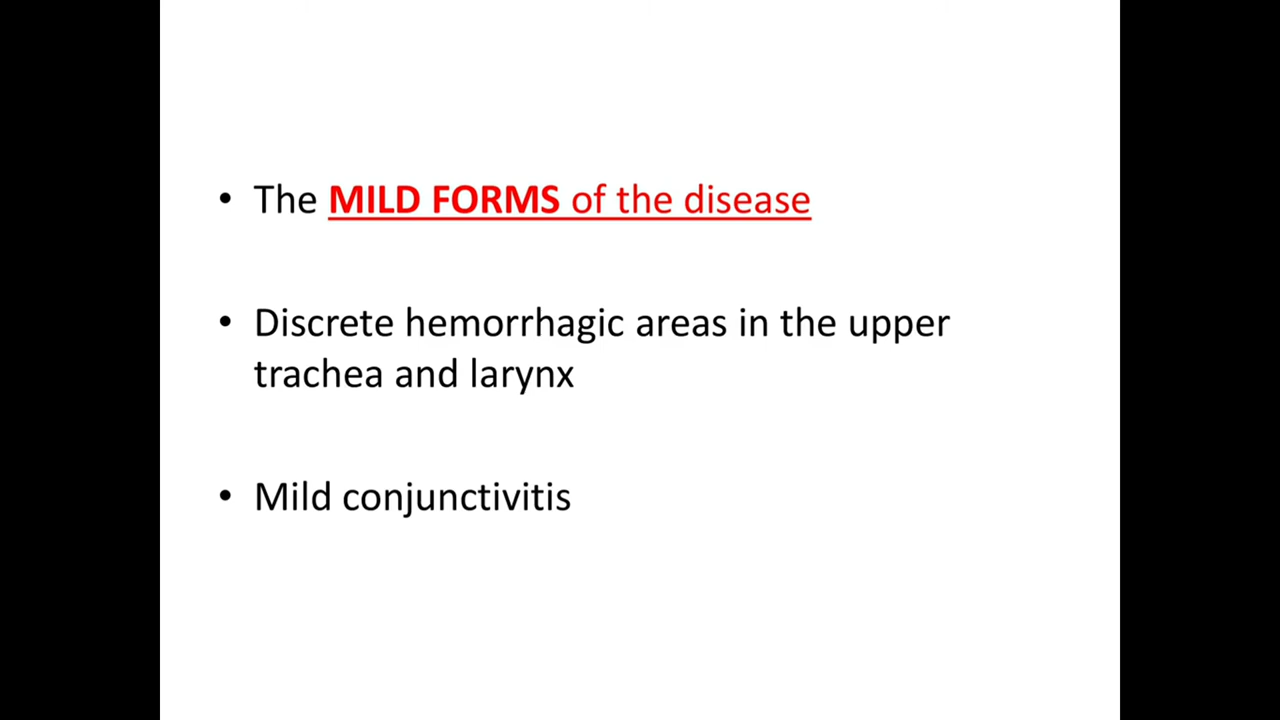 • The MILD FORMS of the disease
• Discrete hemorrhagic areas in the upper
trachea and larynx
• Mild conjunctivitis